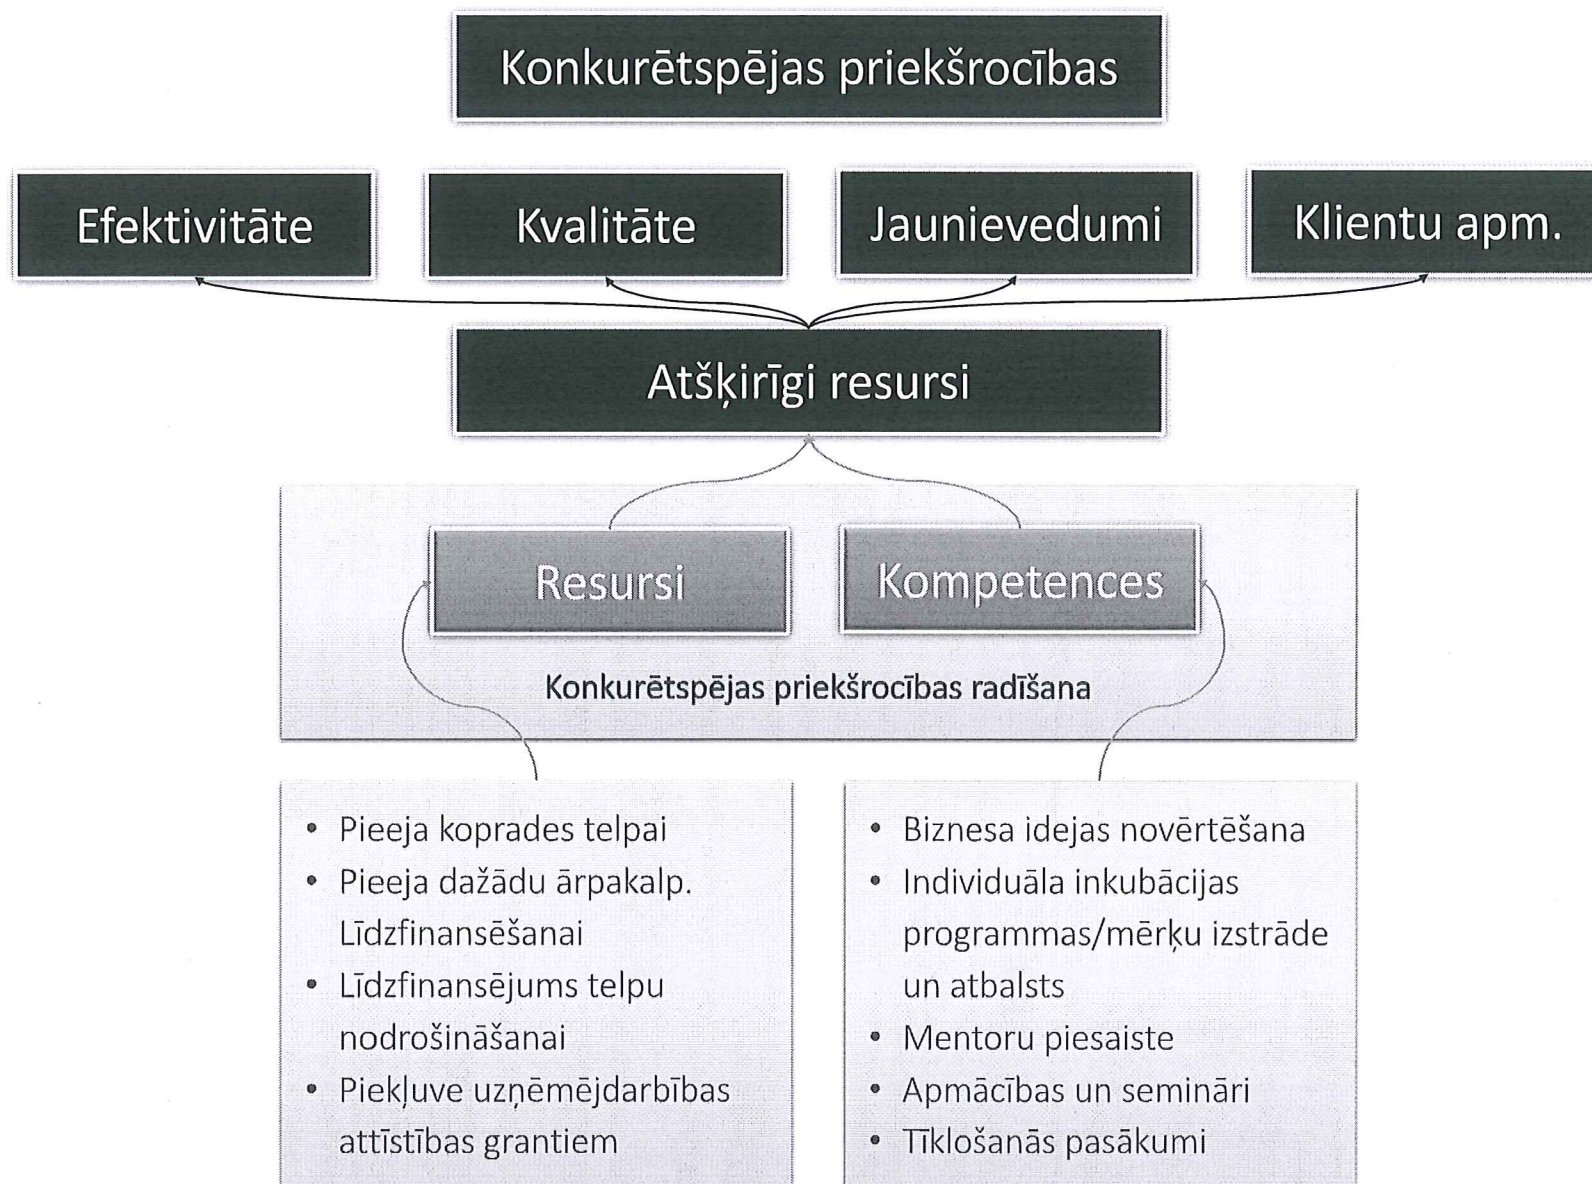 Konkurētspējas priekšrocības
Efektivitāte
Kvalitāte
Jaunievedumi
Klientu apm.
Atšķirīgi resursi
Resursi
Kompetences
Konkurētspējas priekšrocības radīšana
• Pieeja koprades telpai
• Pieeja dažādu ārpakalp.
Līdzfinansēšanai
• Līdzfinansējums telpu
nodrošināšanai
• Piekļuve uzņēmējdarbības
attīstības grantiem
• Biznesa idejas novērtēšana
• Individuāla inkubācijas
programmas/mērķu izstrāde
un atbalsts
• Mentoru piesaiste
• Apmācības un semināri
• Tīklošanās pasākumi